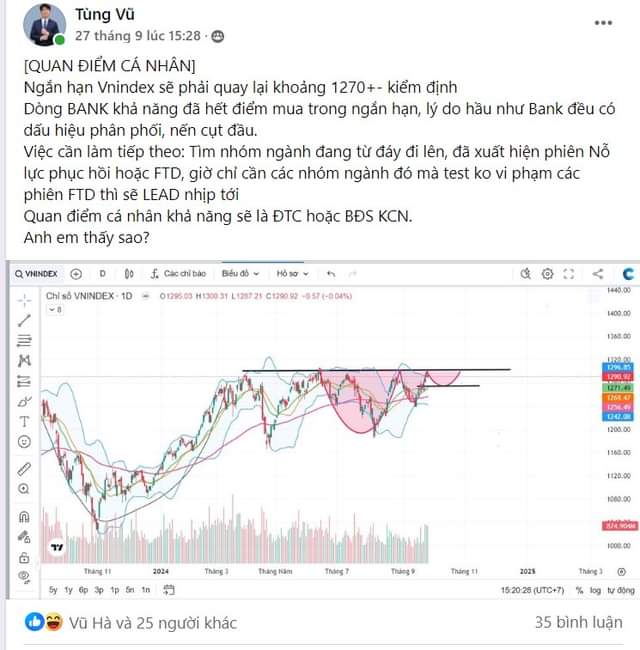 Tùng Vũ
27 tháng 9 lúc 15:28 ·
[QUAN ĐIỂM CÁ NHÂN]
Ngắn hạn Vnindex sẽ phải quay lại khoảng 1270+- kiểm định
Dòng BANK khả năng đã hết điểm mua trong ngắn hạn, lý do hầu như Bank đều có
dấu hiệu phân phối, nến cụt đầu.
Việc cần làm tiếp theo: Tìm nhóm ngành đang từ đáy đi lên, đã xuất hiện phiên Nỗ
lực phục hồi hoặc FTD, giờ chỉ cần các nhóm ngành đó mà test ko vi phạm các
phiên FTD thì sẽ LEAD nhịp tới
Quan điểm cá nhân khả năng sẽ là ĐTC hoặc BĐS KCN.
Anh em thấy sao?
VNINDEX D Các chỉ báo Biểu đồ Hồ sơ
Chỉ số VNINDEX · 1D O1295.03 H1300.31 L1287.21 C1290.92 -0.57 (-0.04%)
8
1440.00
1400.00
1360.00
1320.00
1296.85
1290.92
1271.49
1269.47
1256.49
1242.08
1200.00
1160.00
1120.00
1080.00
874.904M
1000.00
Tháng 11 2024 Tháng 3 Tháng Năm Tháng 7 Tháng 9 Tháng 11 2025 Tháng 3
5y 1y 6p 3p 1p 5n 1n 15:20:28 (UTC+7) % log tự động
Vũ Hà và 25 người khác 35 bình luận